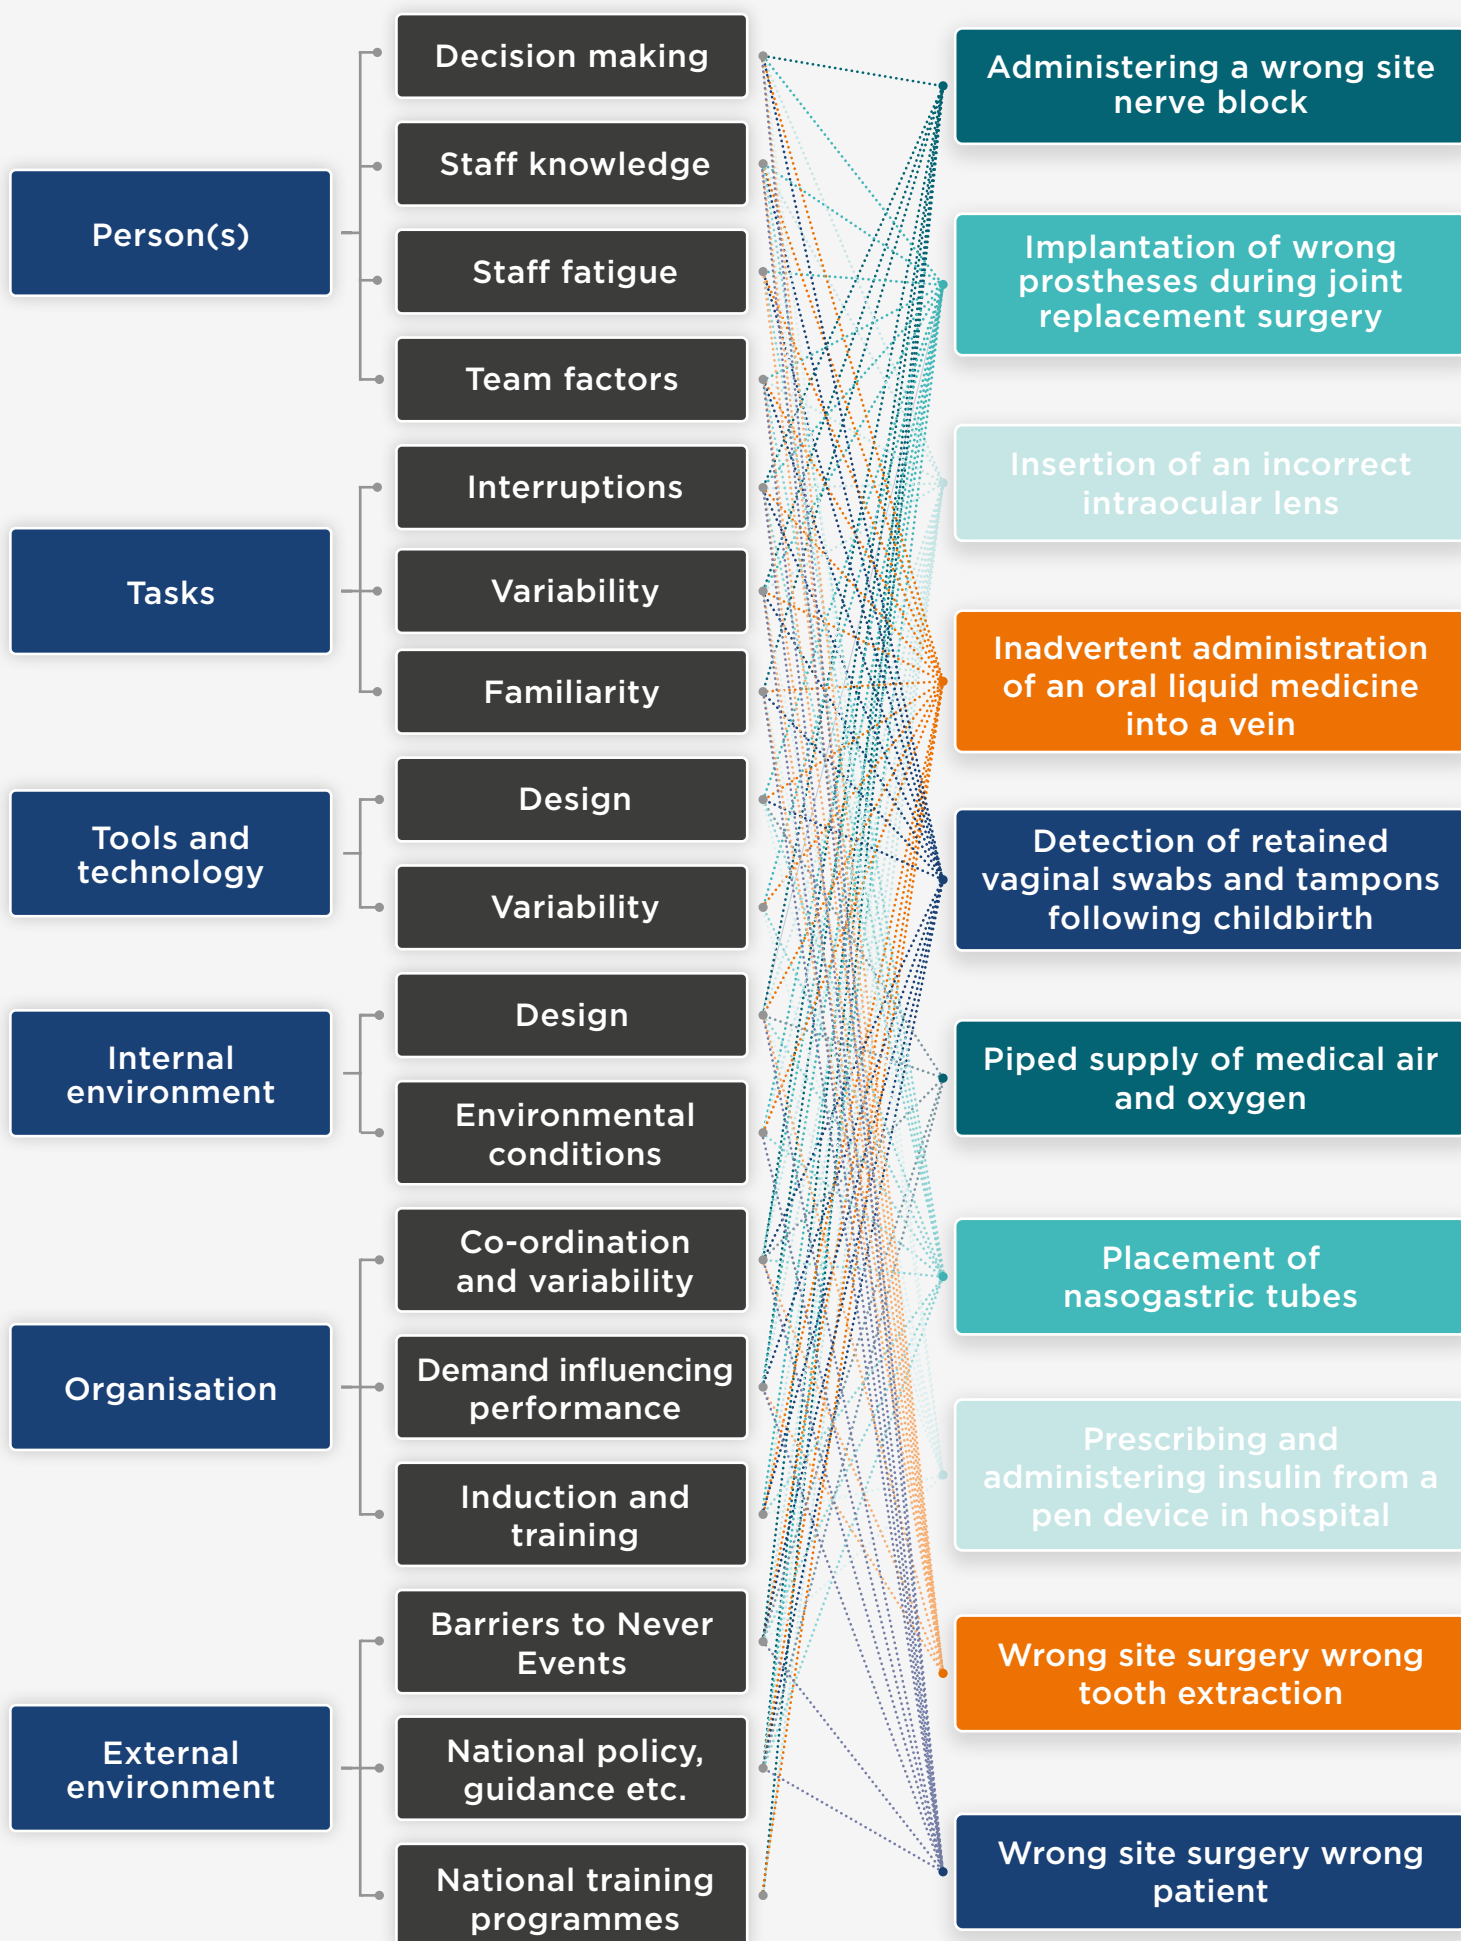 Person(s)
Decision making
Staff knowledge
Staff fatigue
Team factors
Tasks
Interruptions
Variability
Familiarity
Tools and
technology
Design
Variability
Internal
environment
Design
Environmental
conditions
Organisation
Co-ordination
and variability
Demand influencing
performance
Induction and
training
External
environment
Barriers to Never
Events
National policy,
guidance etc.
National training
programmes
Administering a wrong site
nerve block
Implantation of wrong
prostheses during joint
replacement surgery
Insertion of an incorrect
intraocular lens
Inadvertent administration
of an oral liquid medicine
into a vein
Detection of retained
vaginal swabs and tampons
following childbirth
Piped supply of medical air
and oxygen
Placement of
nasogastric tubes
Prescribing and
administering insulin from a
pen device in hospital
Wrong site surgery wrong
tooth extraction
Wrong site surgery wrong
patient